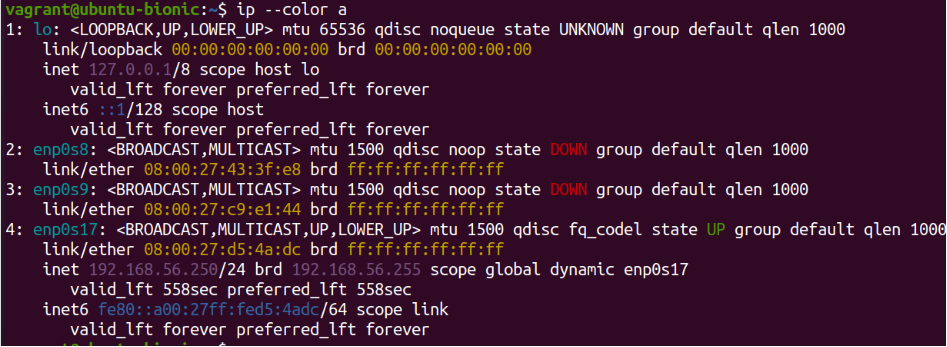 vagrant@ubuntu-bionic:~$ ip --color a
1: lo: <LOOPBACK,UP,LOWER_UP> mtu 65536 qdisc noqueue state UNKNOWN group default qlen 1000
    link/loopback 00:00:00:00:00:00 brd 00:00:00:00:00:00
    inet 127.0.0.1/8 scope host lo
       valid_lft forever preferred_lft forever
    inet6 ::1/128 scope host
       valid_lft forever preferred_lft forever
2: enp0s8: <BROADCAST,MULTICAST> mtu 1500 qdisc noop state DOWN group default qlen 1000
    link/ether 08:00:27:43:3f:e8 brd ff:ff:ff:ff:ff:ff
3: enp0s9: <BROADCAST,MULTICAST> mtu 1500 qdisc noop state DOWN group default qlen 1000
    link/ether 08:00:27:c9:e1:44 brd ff:ff:ff:ff:ff:ff
4: enp0s17: <BROADCAST,MULTICAST,UP,LOWER_UP> mtu 1500 qdisc fq_codel state UP group default qlen 1000
    link/ether 08:00:27:d5:4a:dc brd ff:ff:ff:ff:ff:ff
    inet 192.168.56.250/24 brd 192.168.56.255 scope global dynamic enp0s17
       valid_lft 558sec preferred_lft 558sec
    inet6 fe80::a00:27ff:fed5:4adc/64 scope link
       valid_lft forever preferred_lft forever